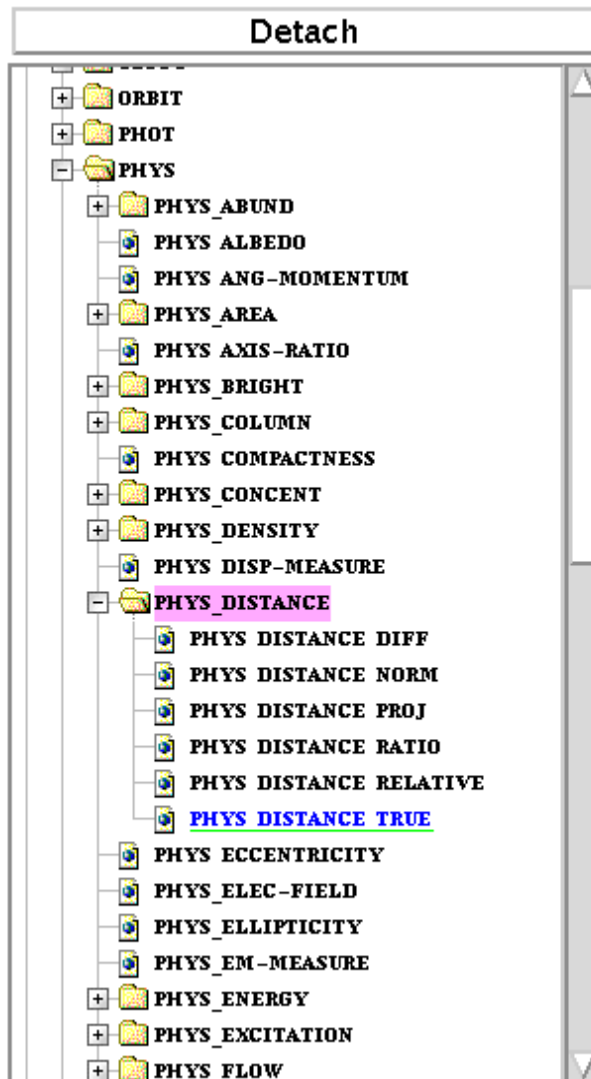 Detach
ORBIT
PHOT
PHYS
PHYS_ABUND
PHYS ALBEDO
PHYS ANG-MOMENTUM
PHYS_AREA
PHYS AXIS-RATIO
PHYS_BRIGHT
PHYS_COLUMN
PHYS COMPACTNESS
PHYS_CONCENT
PHYS_DENSITY
PHYS DISP-MEASURE
PHYS_DISTANCE
PHYS DISTANCE DIFF
PHYS DISTANCE NORM
PHYS DISTANCE PROJ
PHYS DISTANCE RATIO
PHYS DISTANCE RELATIVE
PHYS DISTANCE TRUE
PHYS ECCENTRICITY
PHYS_ELEC-FIELD
PHYS_ELLIPTICITY
PHYS_EM-MEASURE
PHYS_ENERGY
PHYS_EXCITATION
PHYS FLOW